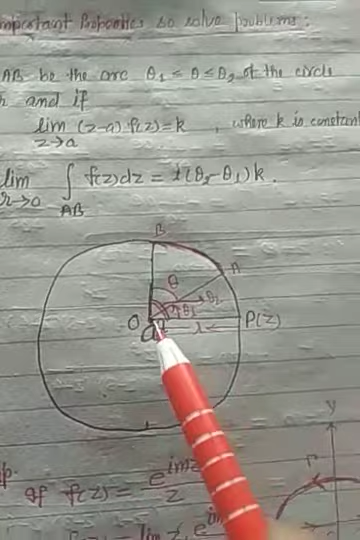 Important Properties to solve problems:
AB be the arc θ₁ ≤ θ ≤ θ₂ of the circle
r and if
lim (z-a) f(z) = k , where k is constant
z→a
lim ∫ f(z)dz = i(θ₂-θ₁)k.
r→0 AB
B
A
θ
θ₂
θ₁
O
r
P(z)
a
y
Γ
If f(z) = e^{imz}/z
lim z